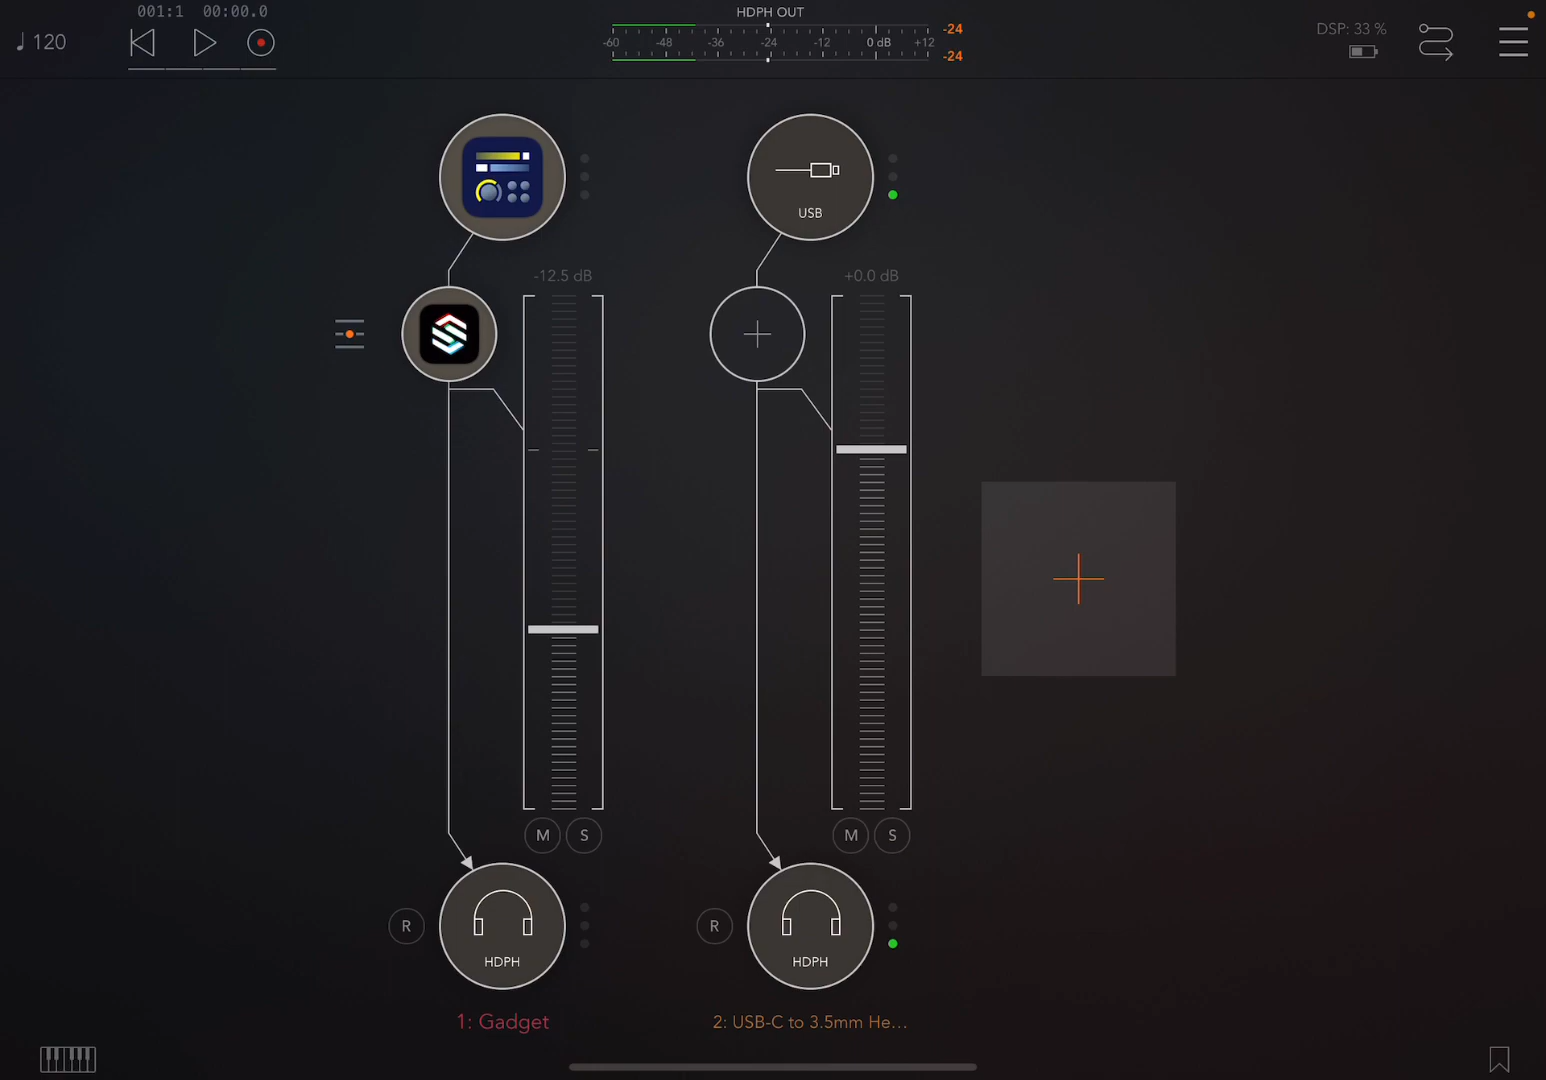 001:1 00:00.0
120
HDPH OUT
-60 -48 -36 -24 -12 0 dB +12
-24
-24
DSP: 33 %
USB
-12.5 dB
+0.0 dB
M S
M S
R
HDPH
R
HDPH
1: Gadget
2: USB-C to 3.5mm He…